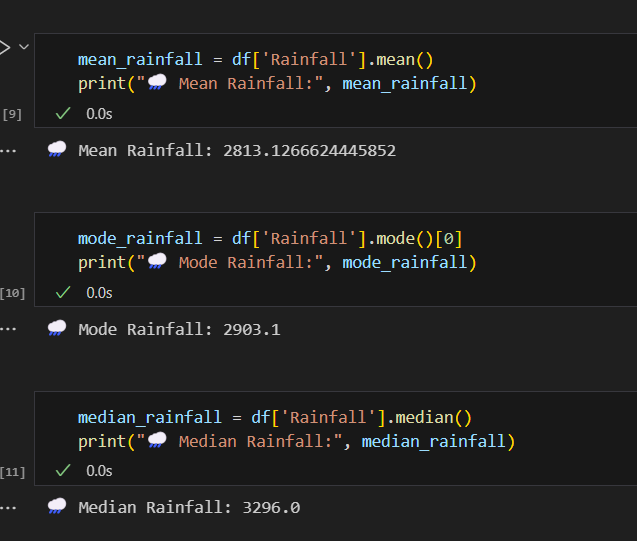 mean_rainfall = df['Rainfall'].mean()
print("🌧️ Mean Rainfall:", mean_rainfall)
[9]
0.0s
🌧️ Mean Rainfall: 2813.1266624445852
mode_rainfall = df['Rainfall'].mode()[0]
print("🌧️ Mode Rainfall:", mode_rainfall)
[10]
0.0s
🌧️ Mode Rainfall: 2903.1
median_rainfall = df['Rainfall'].median()
print("🌧️ Median Rainfall:", median_rainfall)
[11]
0.0s
🌧️ Median Rainfall: 3296.0